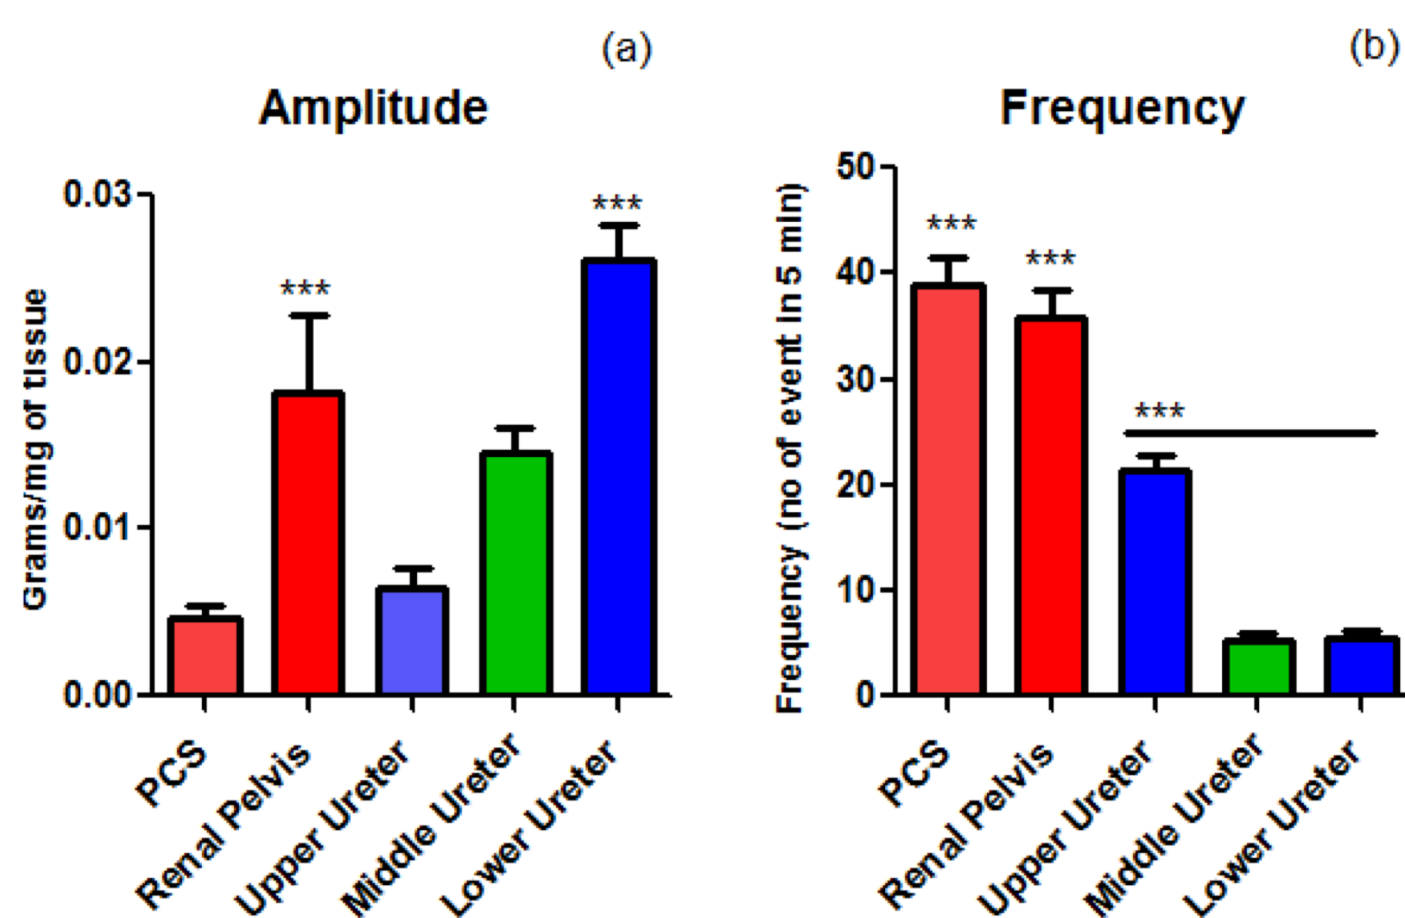 (a)
Amplitude
Grams/mg of tissue
0.03
0.02
0.01
0.00
***
***
PCS
Renal Pelvis
Upper Ureter
Middle Ureter
Lower Ureter
(b)
Frequency
Frequency (no of event in 5 min)
50
40
30
20
10
0
***
***
***
PCS
Renal Pelvis
Upper Ureter
Middle Ureter
Lower Ureter